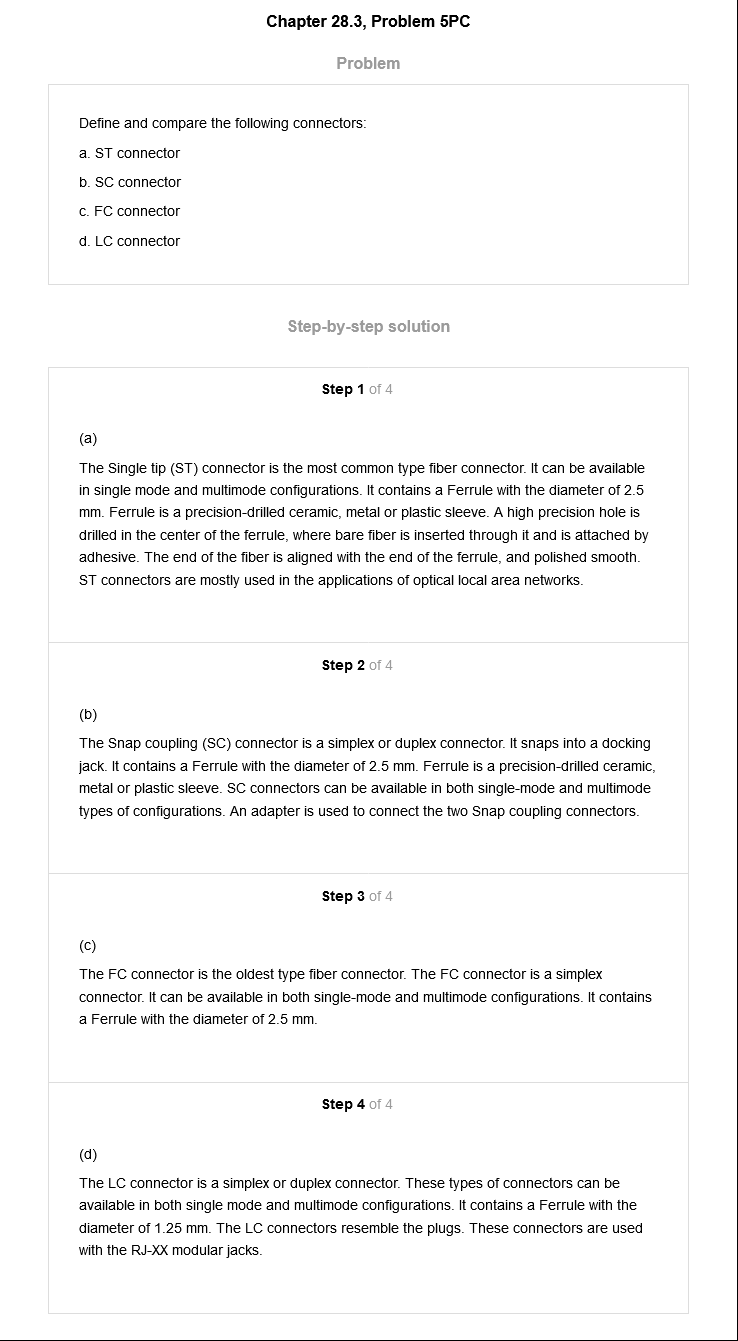 Chapter 28.3, Problem 5PC
Problem
Define and compare the following connectors:
a. ST connector
b. SC connector
c. FC connector
d. LC connector
Step-by-step solution
Step 1 of 4
(a)
The Single tip (ST) connector is the most common type fiber connector. It can be available
in single mode and multimode configurations. It contains a Ferrule with the diameter of 2.5
mm. Ferrule is a precision-drilled ceramic, metal or plastic sleeve. A high precision hole is
drilled in the center of the ferrule, where bare fiber is inserted through it and is attached by
adhesive. The end of the fiber is aligned with the end of the ferrule, and polished smooth.
ST connectors are mostly used in the applications of optical local area networks.
Step 2 of 4
(b)
The Snap coupling (SC) connector is a simplex or duplex connector. It snaps into a docking
jack. It contains a Ferrule with the diameter of 2.5 mm. Ferrule is a precision-drilled ceramic,
metal or plastic sleeve. SC connectors can be available in both single-mode and multimode
types of configurations. An adapter is used to connect the two Snap coupling connectors.
Step 3 of 4
(c)
The FC connector is the oldest type fiber connector. The FC connector is a simplex
connector. It can be available in both single-mode and multimode configurations. It contains
a Ferrule with the diameter of 2.5 mm.
Step 4 of 4
(d)
The LC connector is a simplex or duplex connector. These types of connectors can be
available in both single mode and multimode configurations. It contains a Ferrule with the
diameter of 1.25 mm. The LC connectors resemble the plugs. These connectors are used
with the RJ-XX modular jacks.